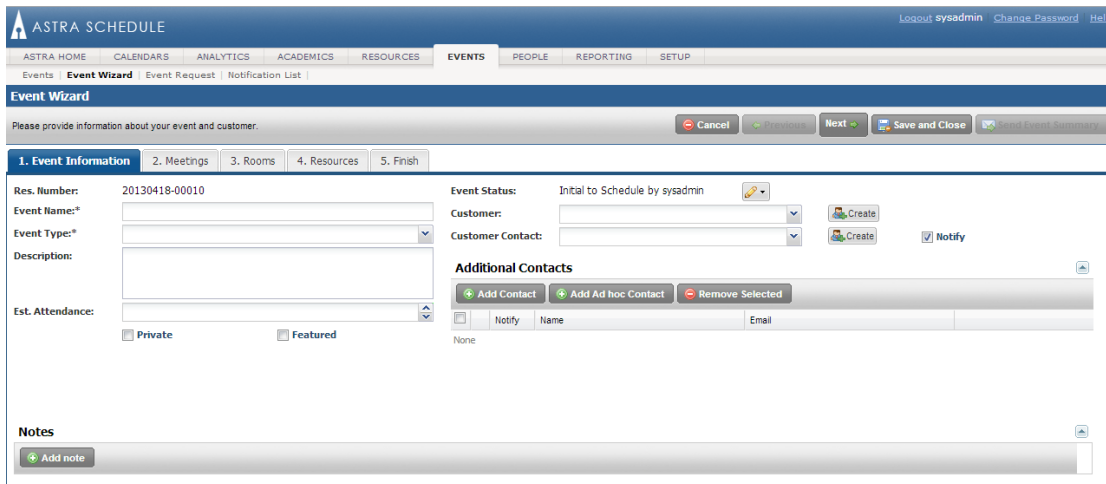 ASTRA SCHEDULE
Logout sysadmin Change Password Hel
ASTRA HOME CALENDARS ANALYTICS ACADEMICS RESOURCES EVENTS PEOPLE REPORTING SETUP
Events | Event Wizard | Event Request | Notification List |
Event Wizard
Please provide information about your event and customer.
Cancel Previous Next Save and Close Send Event Summary
1. Event Information 2. Meetings 3. Rooms 4. Resources 5. Finish
Res. Number: 20130418-00010
Event Name:*
Event Type:*
Description:
Est. Attendance:
Private Featured
Event Status: Initial to Schedule by sysadmin
Customer: Create
Customer Contact: Create Notify
Additional Contacts
Add Contact Add Ad hoc Contact Remove Selected
Notify Name Email
None
Notes
Add note